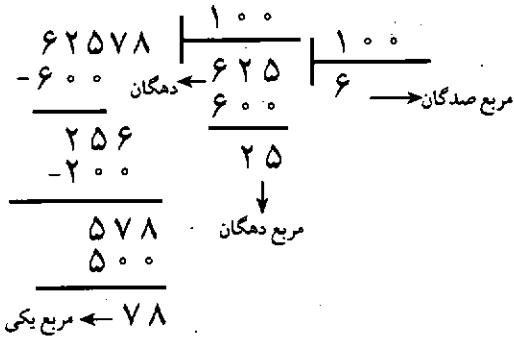 ۶۲۵۷۸ ۱۰۰
-۶۰۰ دهگان ۶۲۵ ۱۰۰
۲۵۶ ۶۰۰ ۶ مربع صدگان
-۲۰۰ ۲۵
۵۷۸ مربع دهگان
۵۰۰
۷۸ مربع یکی